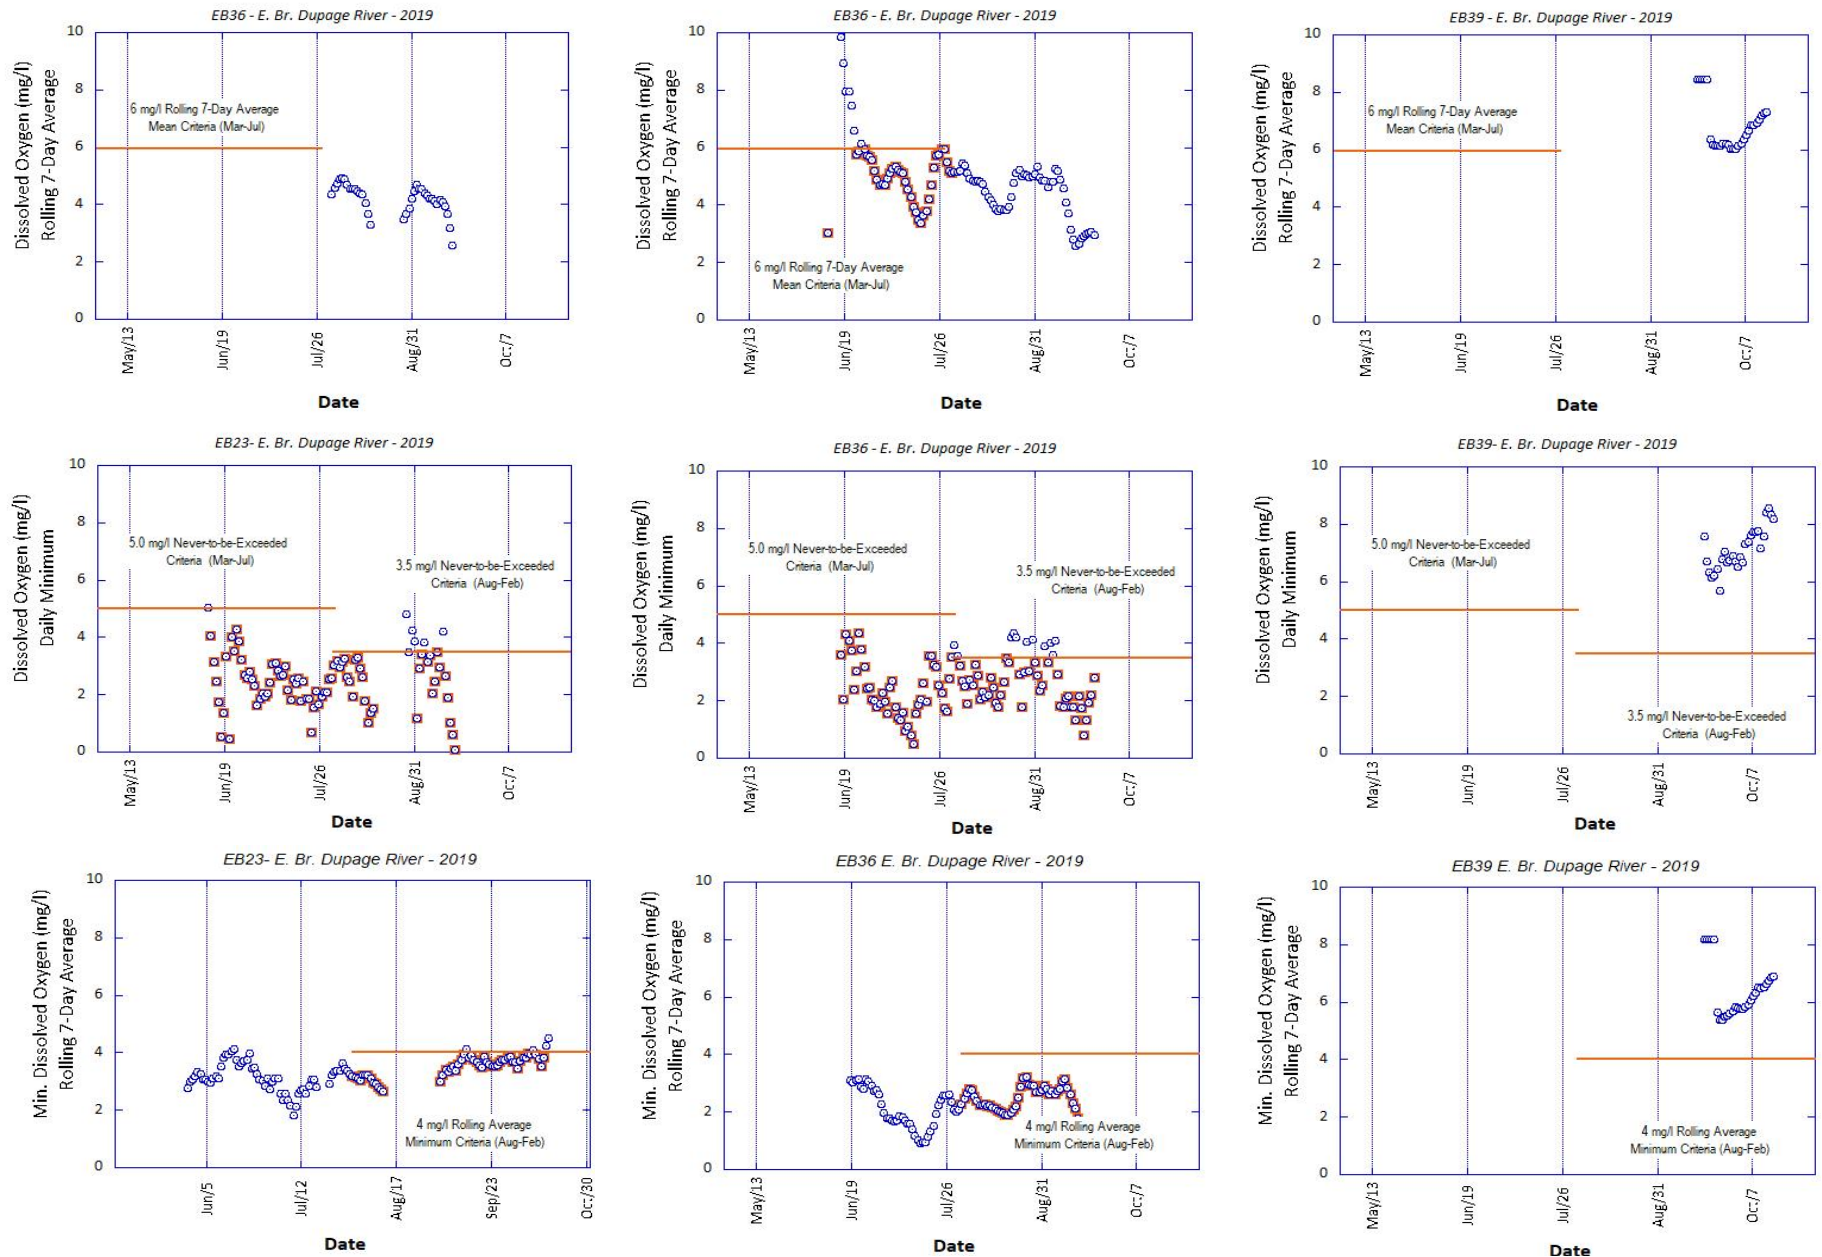 EB36 - E. Br. Dupage River - 2019
Dissolved Oxygen (mg/l)
Rolling 7-Day Average
10
8
6
4
2
0
6 mg/l Rolling 7-Day Average
Mean Criteria (Mar-Jul)
May/13
Jun/19
Jul/26
Aug/31
Oct/7
Date
EB36 - E. Br. Dupage River - 2019
Dissolved Oxygen (mg/l)
Rolling 7-Day Average
10
8
6
4
2
0
6 mg/l Rolling 7-Day Average
Mean Criteria (Mar-Jul)
May/13
Jun/19
Jul/26
Aug/31
Oct/7
Date
EB39 - E. Br. Dupage River - 2019
Dissolved Oxygen (mg/l)
Rolling 7-Day Average
10
8
6
4
2
0
6 mg/l Rolling 7-Day Average
Mean Criteria (Mar-Jul)
May/13
Jun/19
Jul/26
Aug/31
Oct/7
Date
EB23- E. Br. Dupage River - 2019
Dissolved Oxygen (mg/l)
Daily Minimum
10
8
6
4
2
0
5.0 mg/l Never-to-be-Exceeded
Criteria (Mar-Jul)
3.5 mg/l Never-to-be-Exceeded
Criteria (Aug-Feb)
May/13
Jun/19
Jul/26
Aug/31
Oct/7
Date
EB36 - E. Br. Dupage River - 2019
Dissolved Oxygen (mg/l)
Daily Minimum
10
8
6
4
2
0
5.0 mg/l Never-to-be-Exceeded
Criteria (Mar-Jul)
3.5 mg/l Never-to-be-Exceeded
Criteria (Aug-Feb)
May/13
Jun/19
Jul/26
Aug/31
Oct/7
Date
EB39- E. Br. Dupage River - 2019
Dissolved Oxygen (mg/l)
Daily Minimum
10
8
6
4
2
0
5.0 mg/l Never-to-be-Exceeded
Criteria (Mar-Jul)
3.5 mg/l Never-to-be-Exceeded
Criteria (Aug-Feb)
May/13
Jun/19
Jul/26
Aug/31
Oct/7
Date
EB23- E. Br. Dupage River - 2019
Min. Dissolved Oxygen (mg/l)
Rolling 7-Day Average
10
8
6
4
2
0
4 mg/l Rolling Average
Minimum Criteria (Aug-Feb)
Jun/5
Jul/12
Aug/17
Sep/23
Oct/30
Date
EB36 E. Br. Dupage River - 2019
Min. Dissolved Oxygen (mg/l)
Rolling 7-Day Average
10
8
6
4
2
0
4 mg/l Rolling Average
Minimum Criteria (Aug-Feb)
May/13
Jun/19
Jul/26
Aug/31
Oct/7
Date
EB39 E. Br. Dupage River - 2019
Min. Dissolved Oxygen (mg/l)
Rolling 7-Day Average
10
8
6
4
2
0
4 mg/l Rolling Average
Minimum Criteria (Aug-Feb)
May/13
Jun/19
Jul/26
Aug/31
Oct/7
Date